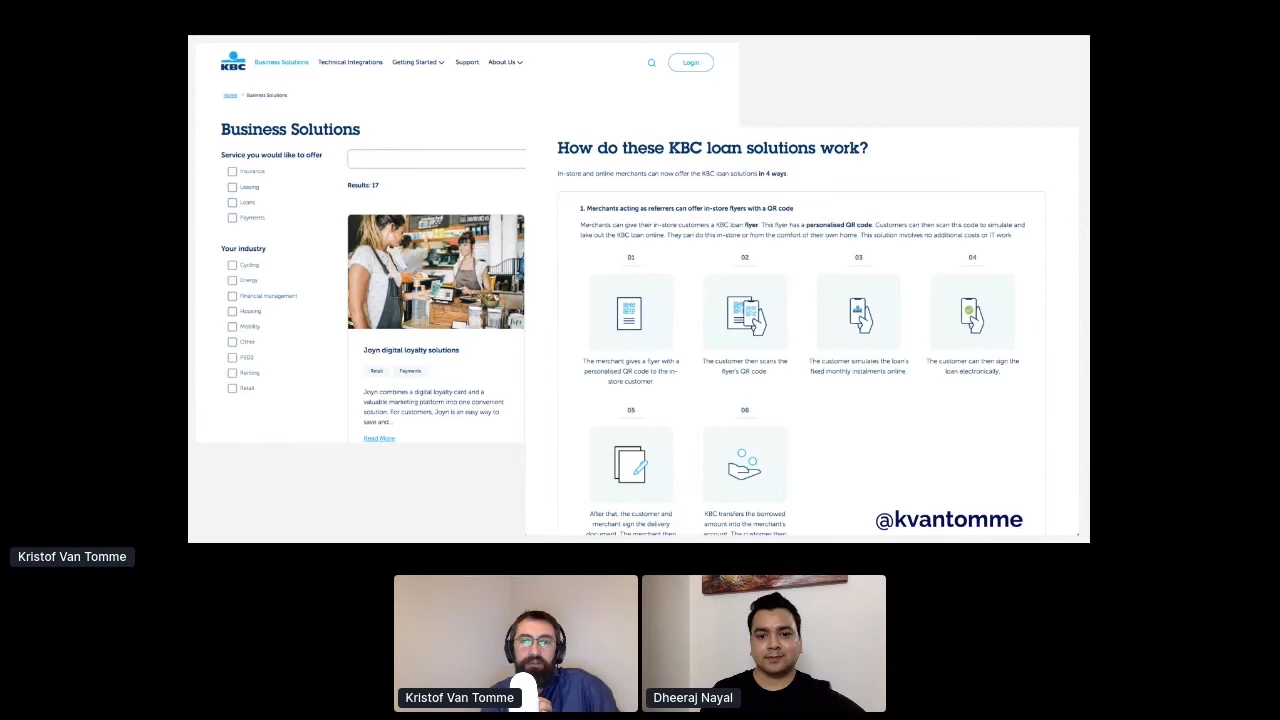 KBC
Business Solutions
Technical Integrations
Getting Started
Support
About Us
Login
Home > Business Solutions
Business Solutions
Service you would like to offer
Insurance
Leasing
Loans
Payments
Your industry
Cycling
Energy
Financial management
Housing
Mobility
Other
PSD2
Renting
Retail
Results: 17
Joyn digital loyalty solutions
Retail
Payments
Joyn combines a digital loyalty card and a
valuable marketing platform into one convenient
solution. For customers, Joyn is an easy way to
save and...
Read More
How do these KBC loan solutions work?
In-store and online merchants can now offer the KBC loan solutions in 4 ways.
1. Merchants acting as referrers can offer in-store flyers with a QR code
Merchants can give their in-store customers a KBC loan flyer. This flyer has a personalised QR code. Customers can then scan this code to simulate and
take out the KBC loan online. They can do this in-store or from the comfort of their own home. This solution involves no additional costs or IT work
01
The merchant gives a flyer with a
personalised QR code to the in-
store customer.
02
The customer then scans the
flyer's QR code.
03
The customer simulates the loan's
fixed monthly instalments online.
04
The customer can then sign the
loan electronically.
05
After that, the customer and
merchant sign the delivery
document. The merchant then
06
KBC transfers the borrowed
amount into the merchant's
account. The customer then
@kvantomme
Kristof Van Tomme
Kristof Van Tomme
Dheeraj Nayal